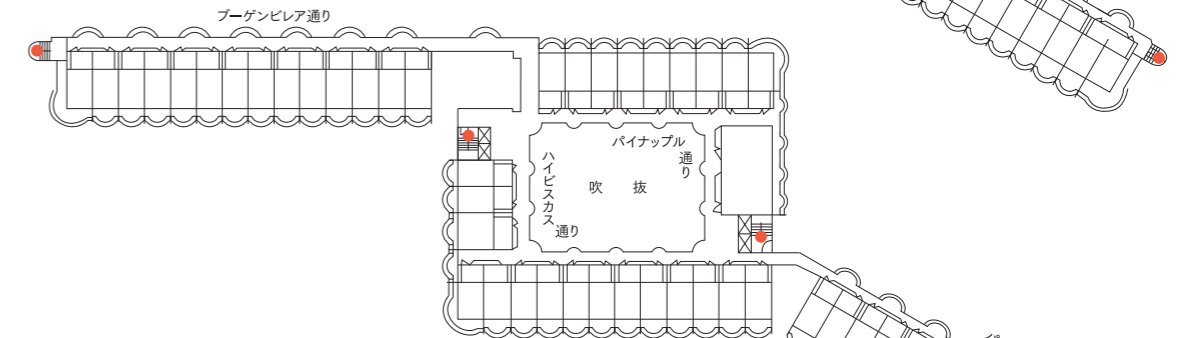 ブーゲンビレア通り
パイナップル
通り
ハイビスカス
通り
吹 抜